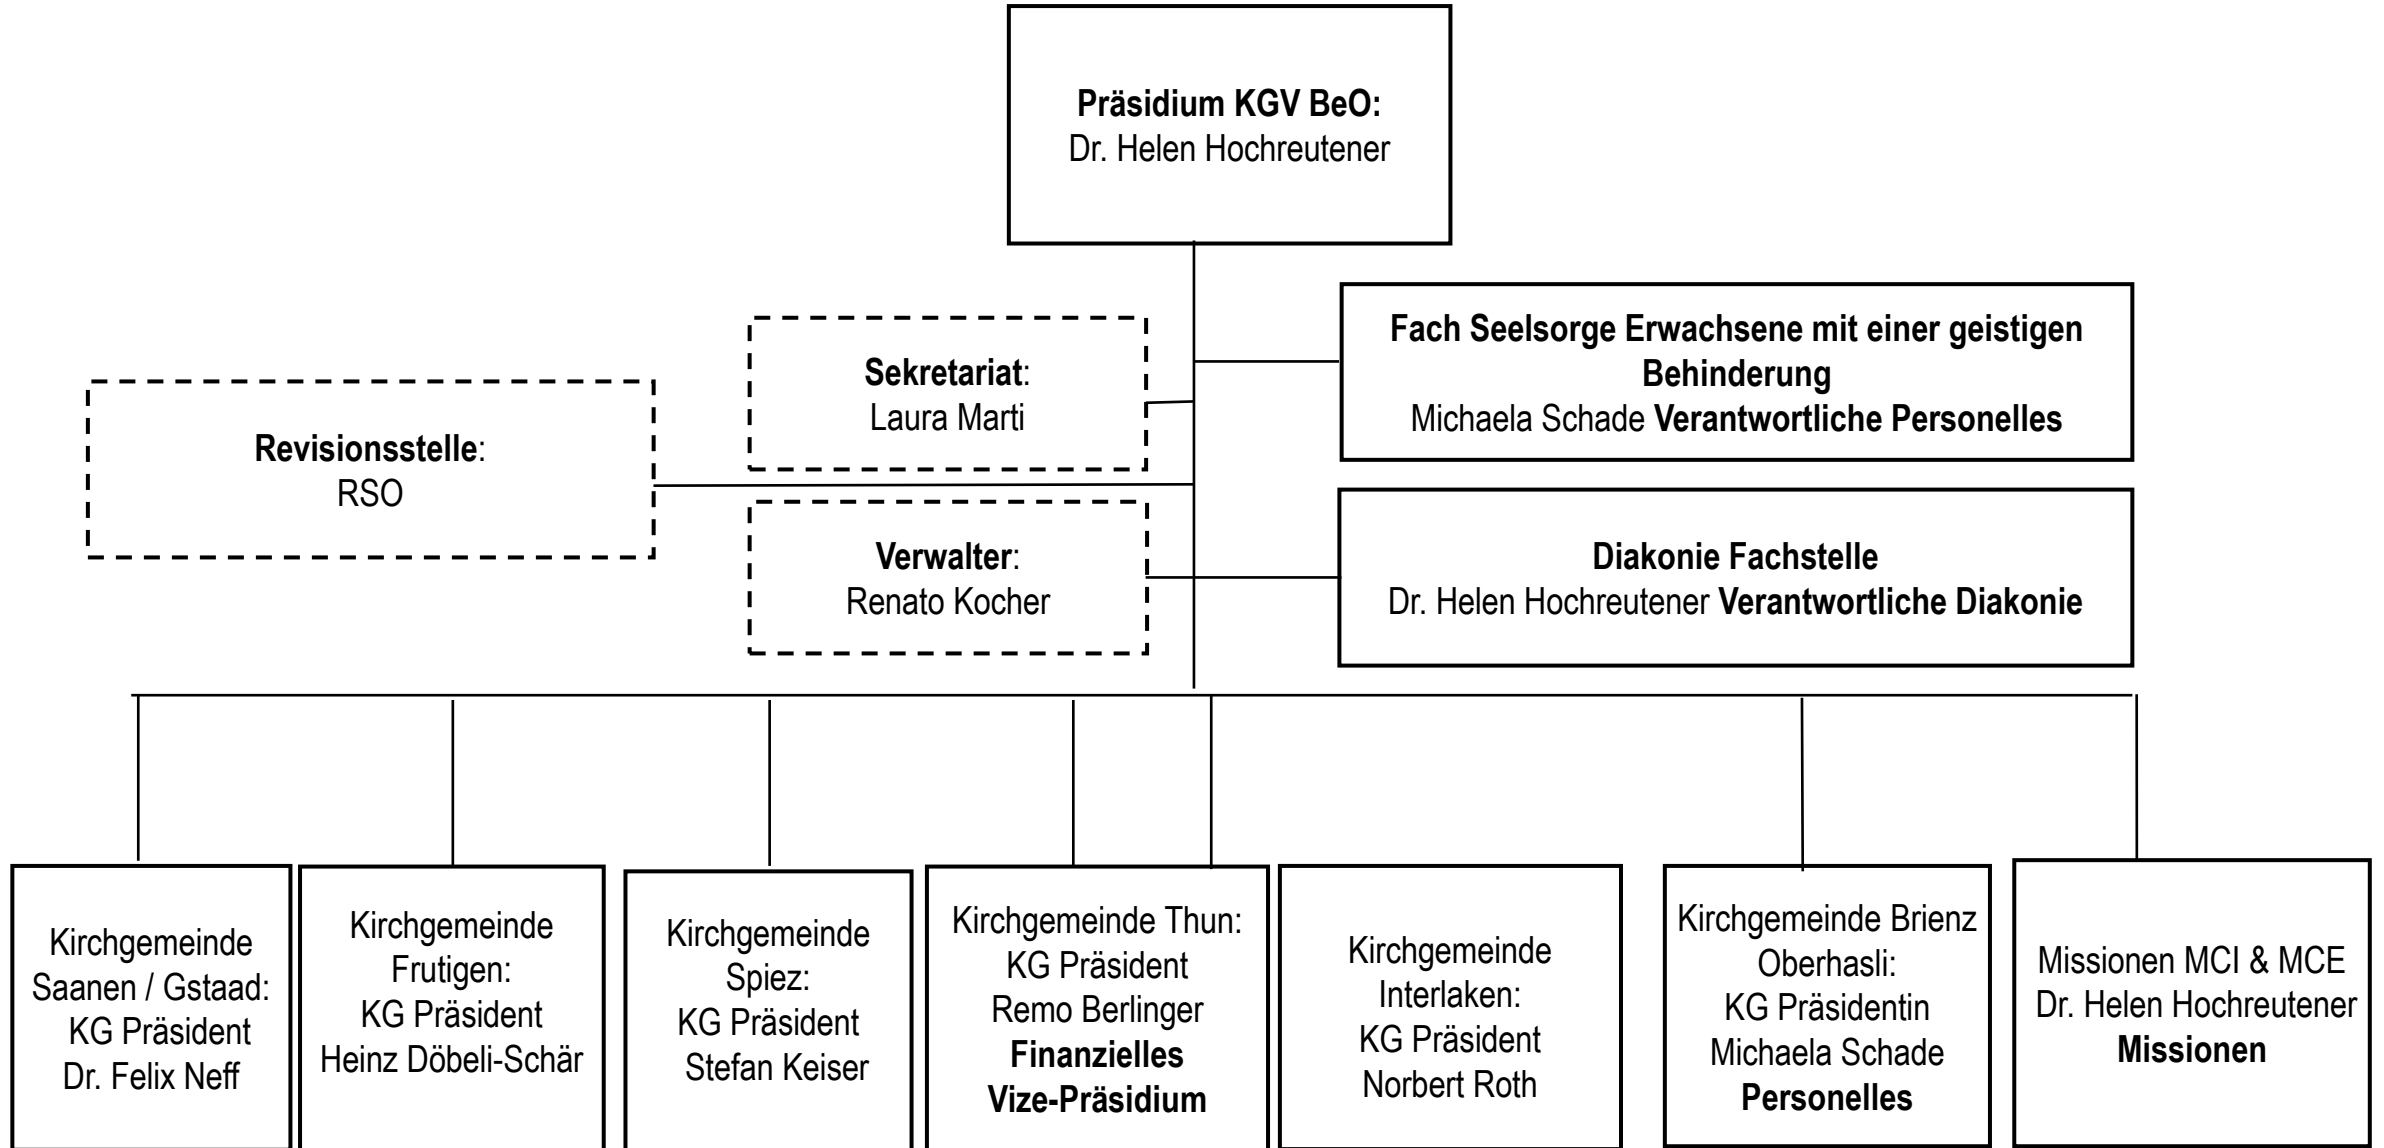 Präsidium KGV BeO:
Dr. Helen Hochreutener
Fach Seelsorge Erwachsene mit einer geistigen
Behinderung
Michaela Schade Verantwortliche Personelles
Sekretariat:
Laura Marti
Revisionsstelle:
RSO
Verwalter:
Renato Kocher
Diakonie Fachstelle
Dr. Helen Hochreutener Verantwortliche Diakonie
Kirchgemeinde
Saanen / Gstaad:
KG Präsident
Dr. Felix Neff
Kirchgemeinde
Frutigen:
KG Präsident
Heinz Döbeli-Schär
Kirchgemeinde
Spiez:
KG Präsident
Stefan Keiser
Kirchgemeinde Thun:
KG Präsident
Remo Berlinger
Finanzielles
Vize-Präsidium
Kirchgemeinde
Interlaken:
KG Präsident
Norbert Roth
Kirchgemeinde Brienz
Oberhasli:
KG Präsidentin
Michaela Schade
Personelles
Missionen MCI & MCE
Dr. Helen Hochreutener
Missionen